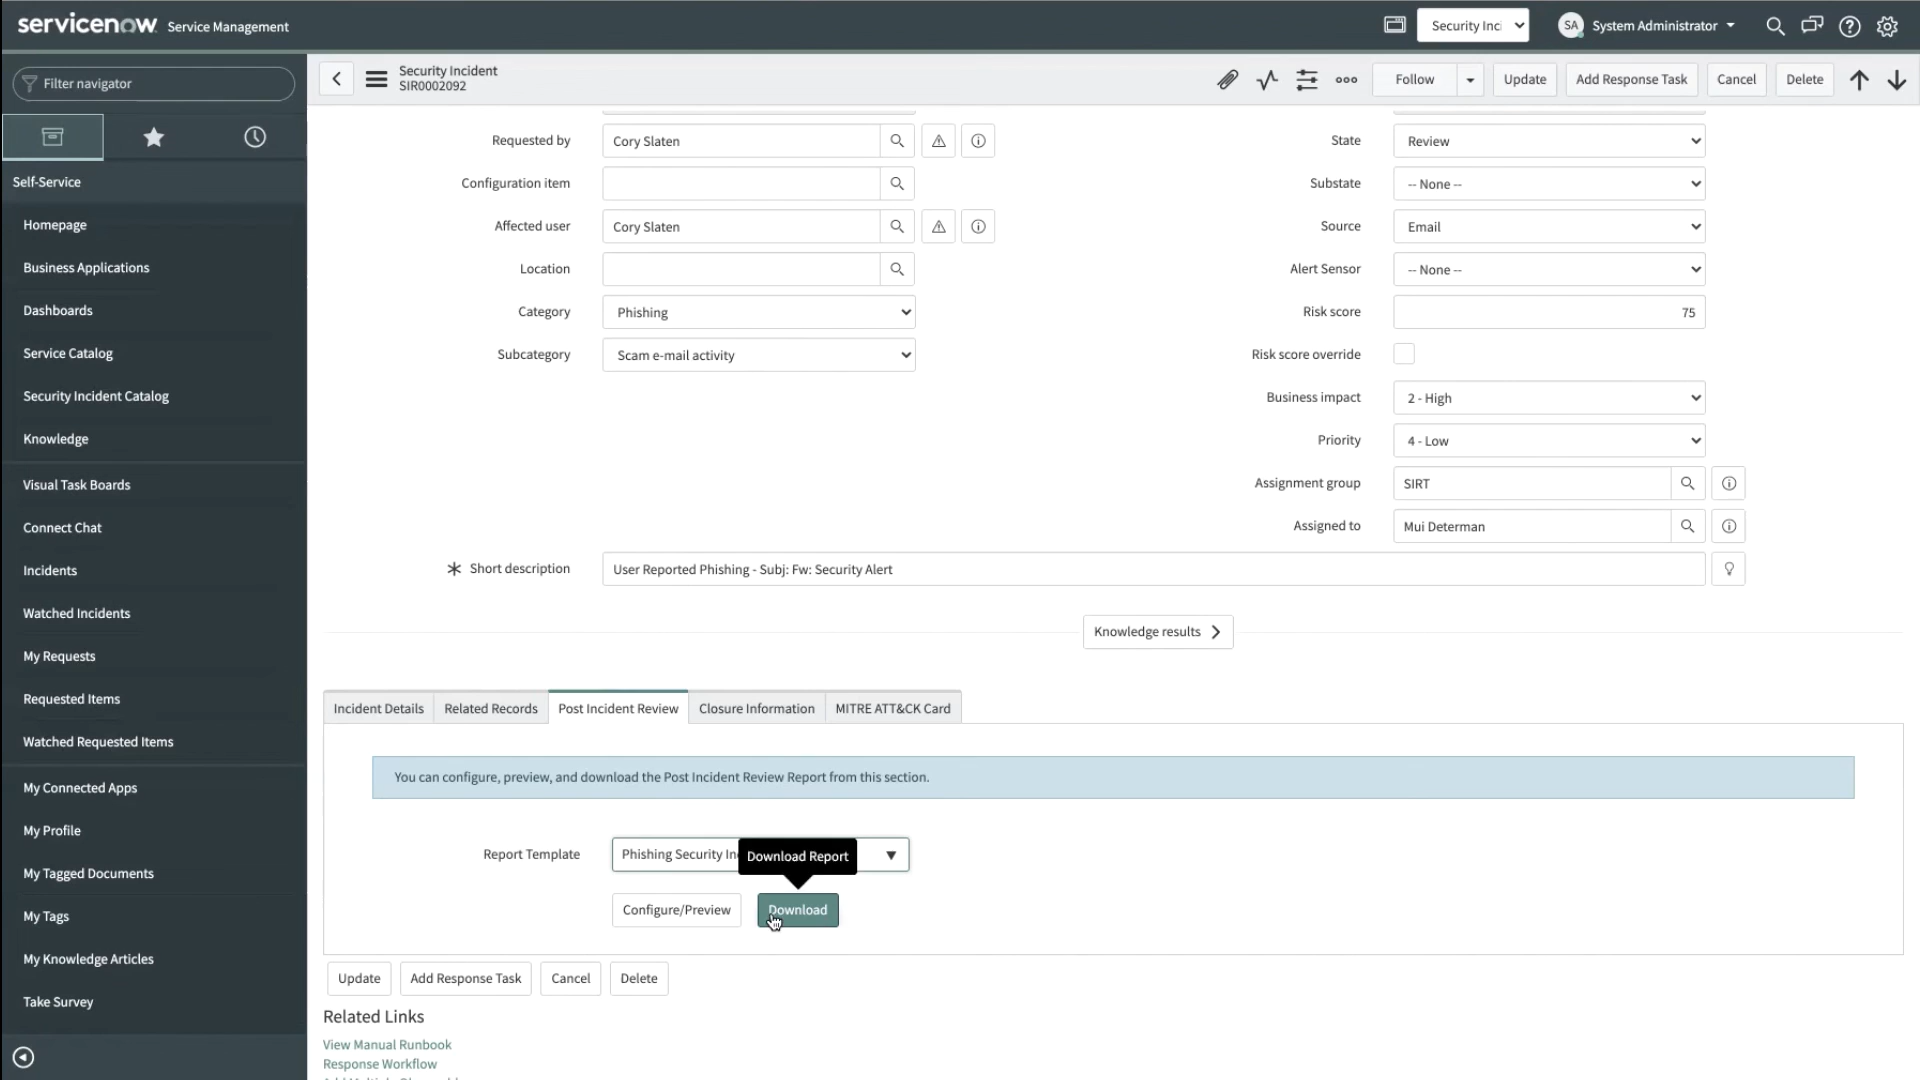 servicenow. Service Management
Security Inci
SA System Administrator
Filter navigator
Security Incident
SIR0002092
Follow
Update
Add Response Task
Cancel
Delete
Self-Service
Homepage
Business Applications
Dashboards
Service Catalog
Security Incident Catalog
Knowledge
Visual Task Boards
Connect Chat
Incidents
Watched Incidents
My Requests
Requested Items
Watched Requested Items
My Connected Apps
My Profile
My Tagged Documents
My Tags
My Knowledge Articles
Take Survey
Requested by Cory Slaten
Configuration item
Affected user Cory Slaten
Location
Category Phishing
Subcategory Scam e-mail activity
State Review
Substate -- None --
Source Email
Alert Sensor -- None --
Risk score 75
Risk score override
Business impact 2 - High
Priority 4 - Low
Assignment group SIRT
Assigned to Mui Determan
Short description User Reported Phishing - Subj: Fw: Security Alert
Knowledge results
Incident Details
Related Records
Post Incident Review
Closure Information
MITRE ATT&CK Card
You can configure, preview, and download the Post Incident Review Report from this section.
Report Template Phishing Security In
Download Report
Configure/Preview
Download
Update
Add Response Task
Cancel
Delete
Related Links
View Manual Runbook
Response Workflow